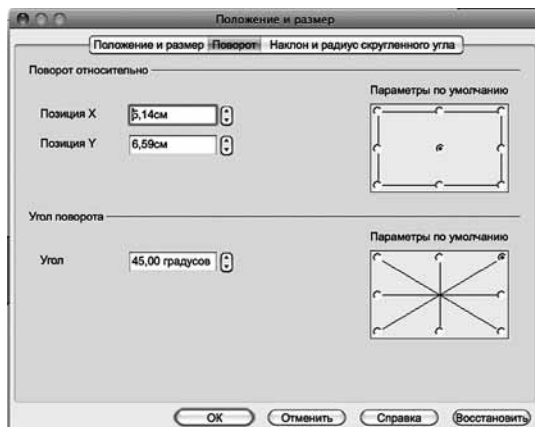 Положение и размер
Положение и размер Поворот Наклон и радиус скругленного угла
Поворот относительно
Параметры по умолчанию
Позиция X 5,14см
Позиция Y 6,59см
Угол поворота
Параметры по умолчанию
Угол 45,00 градусов
OK Отменить Справка Восстановить